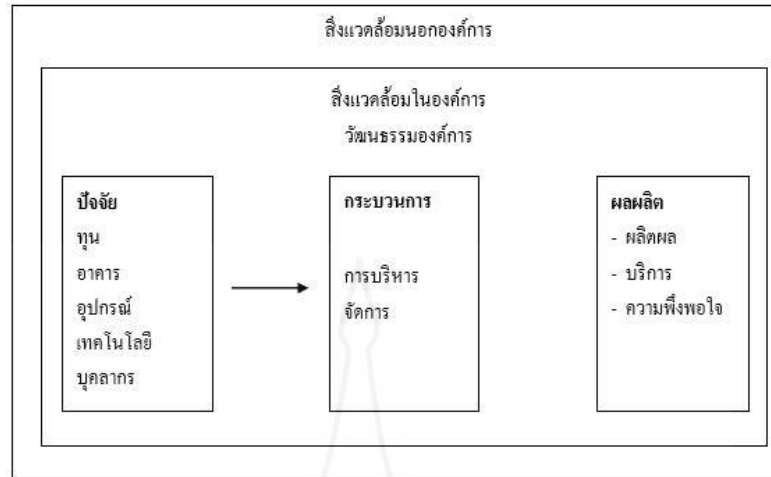 สิ่งแวดล้อมนอกองค์การ
สิ่งแวดล้อมในองค์การ
วัฒนธรรมองค์การ
ปัจจัย
ทุน
อาคาร
อุปกรณ์
เทคโนโลยี
บุคลากร
กระบวนการ
การบริหาร
จัดการ
ผลผลิต
- ผลิตผล
- บริการ
- ความพึงพอใจ